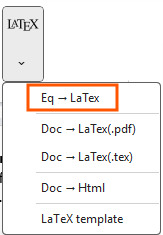 LATEX
Eq → LaTex
Doc → LaTex(.pdf)
Doc → LaTex(.tex)
Doc → Html
LaTeX template